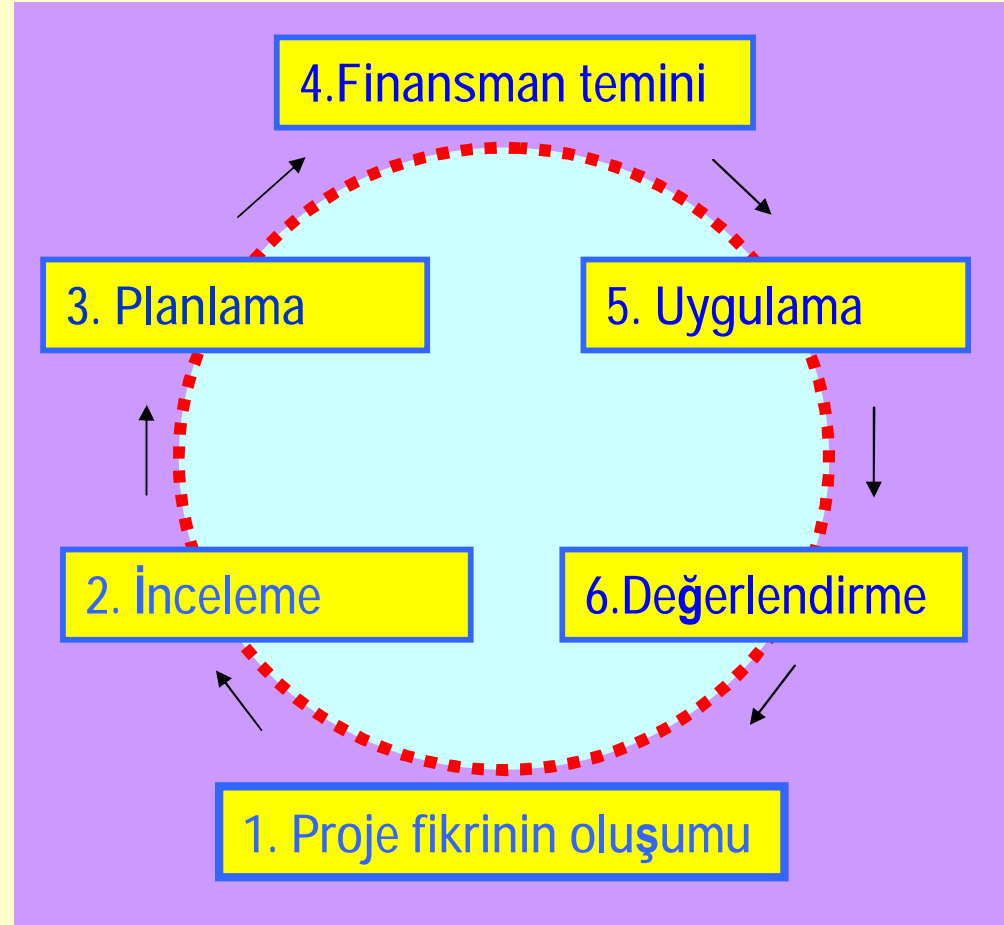 4.Finansman temini
3. Planlama
5. Uygulama
2. İnceleme
6.Değerlendirme
1. Proje fikrinin oluşumu